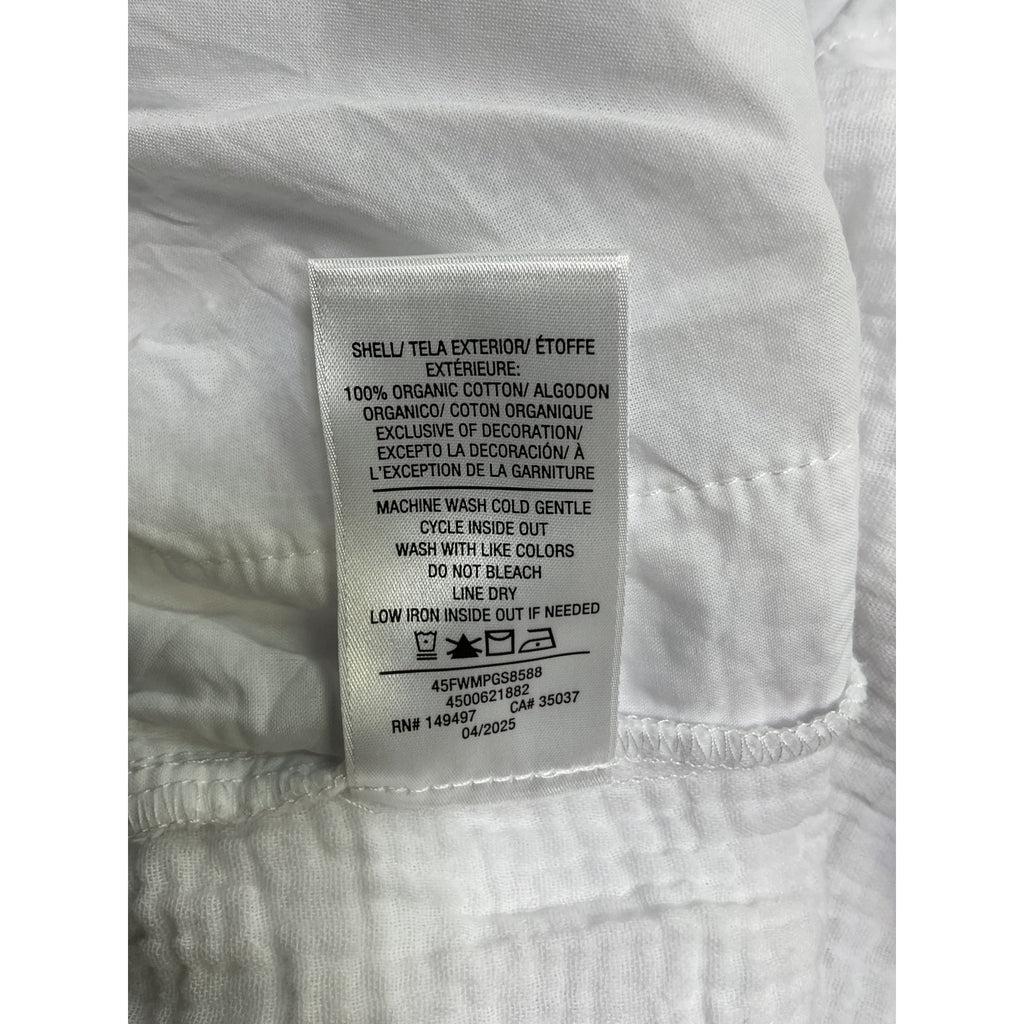 SHELL/ TELA EXTERIOR/ ÉTOFFE
EXTÉRIEURE:
100% ORGANIC COTTON/ ALGODON
ORGANICO/ COTON ORGANIQUE
EXCLUSIVE OF DECORATION/
EXCEPTO LA DECORACIÓN/ À
L'EXCEPTION DE LA GARNITURE
MACHINE WASH COLD GENTLE
CYCLE INSIDE OUT
WASH WITH LIKE COLORS
DO NOT BLEACH
LINE DRY
LOW IRON INSIDE OUT IF NEEDED
45FWMPGS8588
4500621882
RN# 149497 CA# 35037
04/2025